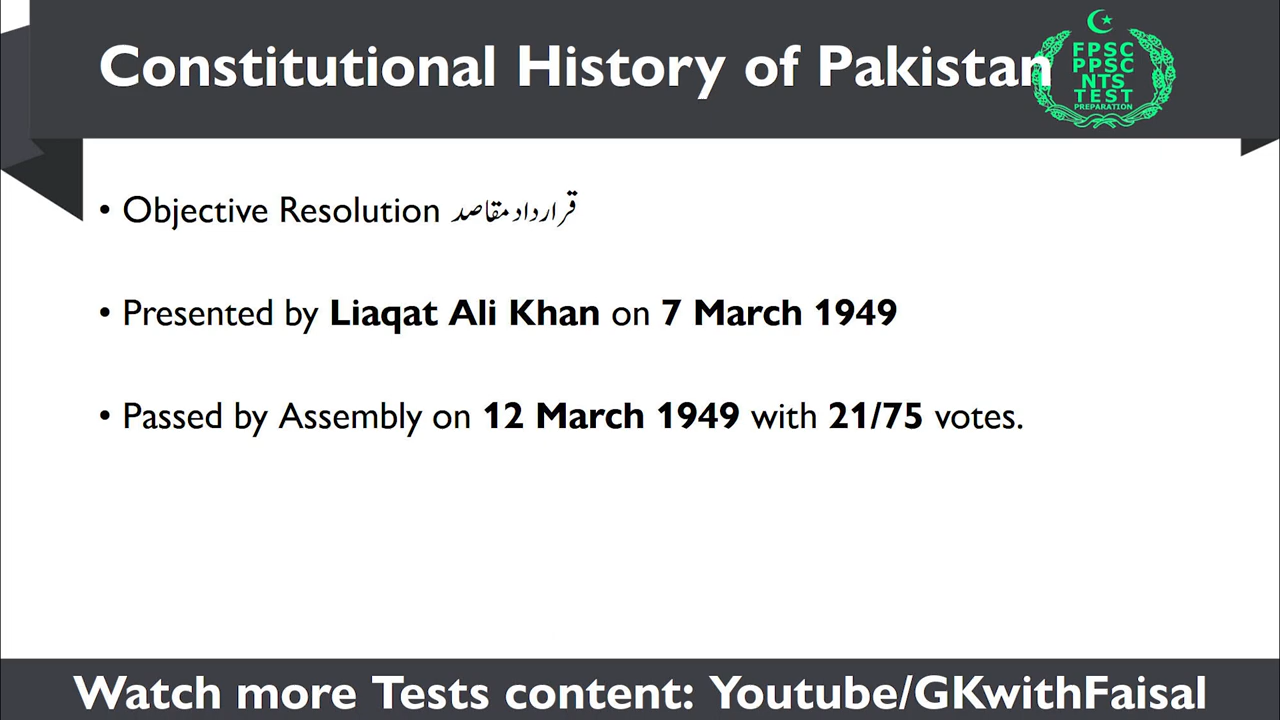 Constitutional History of Pakistan
FPSC
PPSC
NTS
TEST
PREPARATION
• Objective Resolution قرارداد مقاصد
• Presented by Liaqat Ali Khan on 7 March 1949
• Passed by Assembly on 12 March 1949 with 21/75 votes.
Watch more Tests content: Youtube/GKwithFaisal